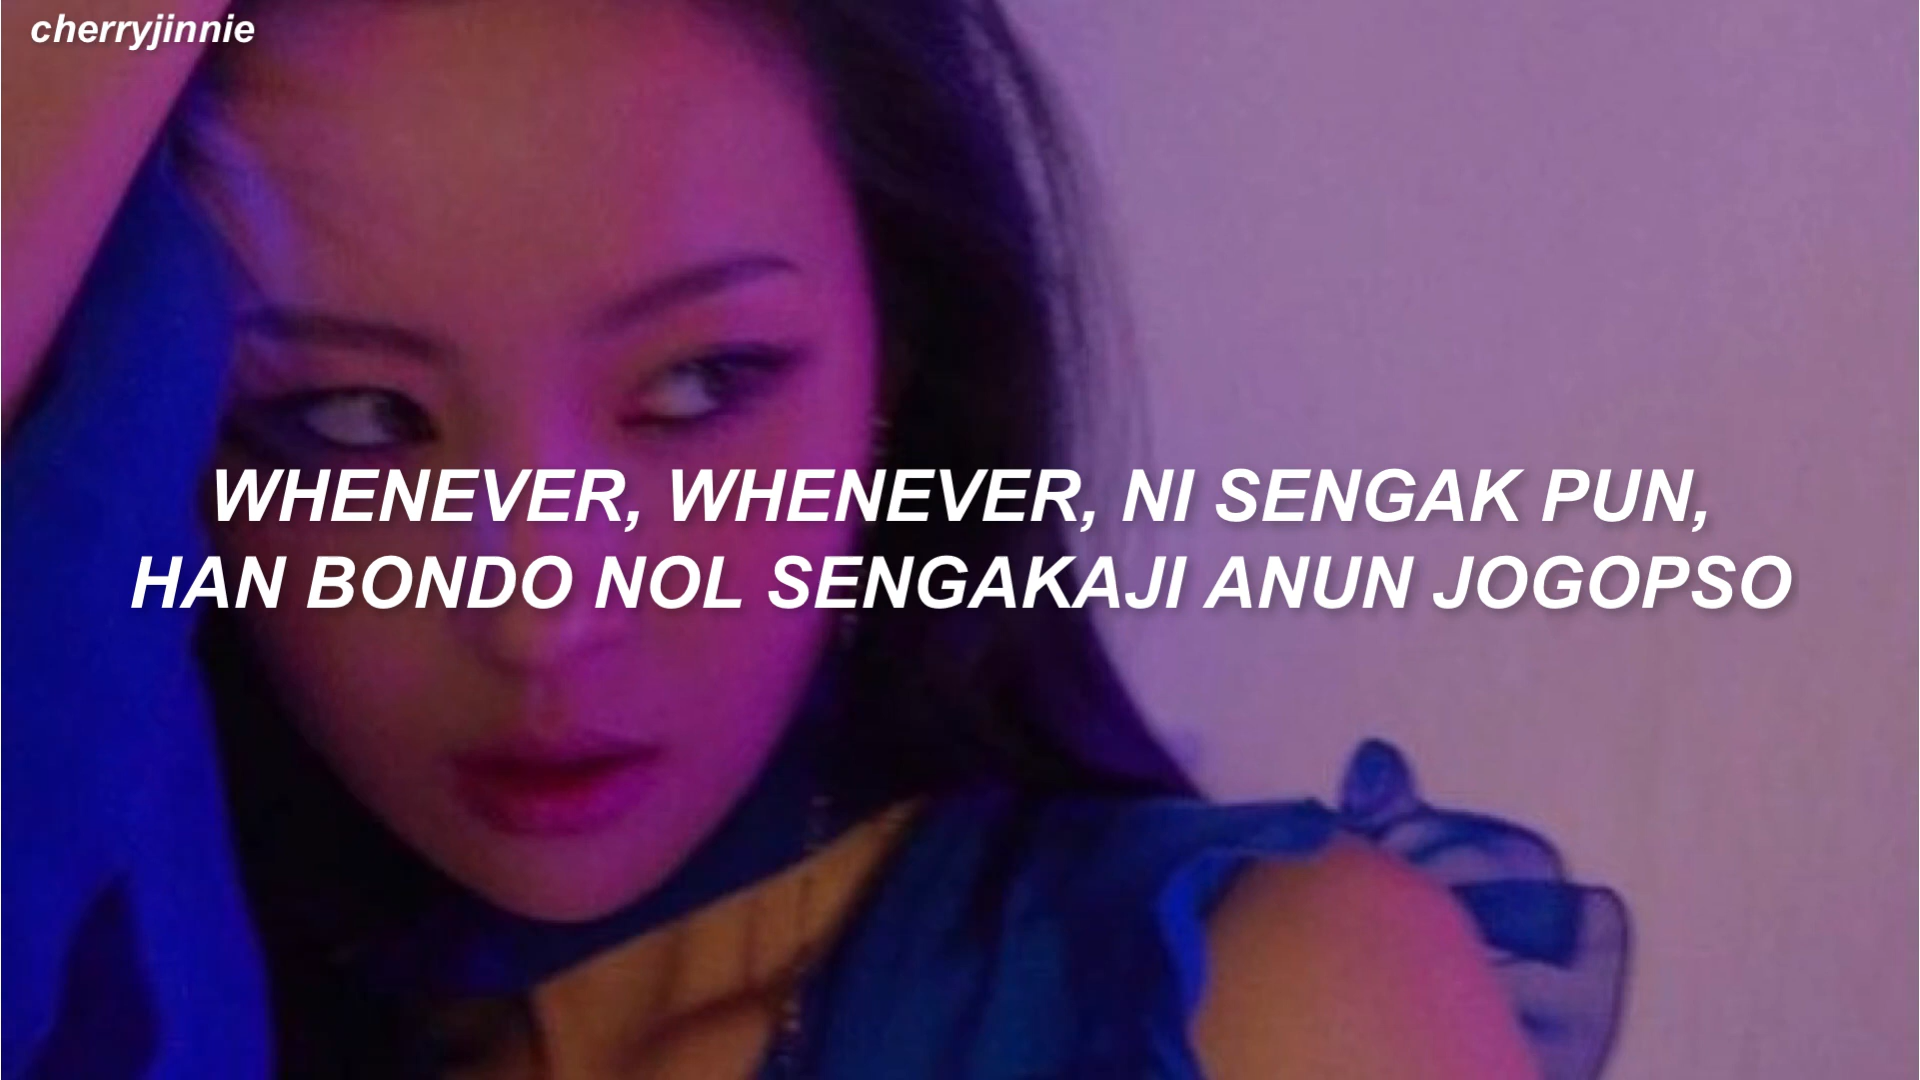 cherryjinnie
WHENEVER, WHENEVER, NI SENGAK PUN,
HAN BONDO NOL SENGAKAJI ANUN JOGOPSO